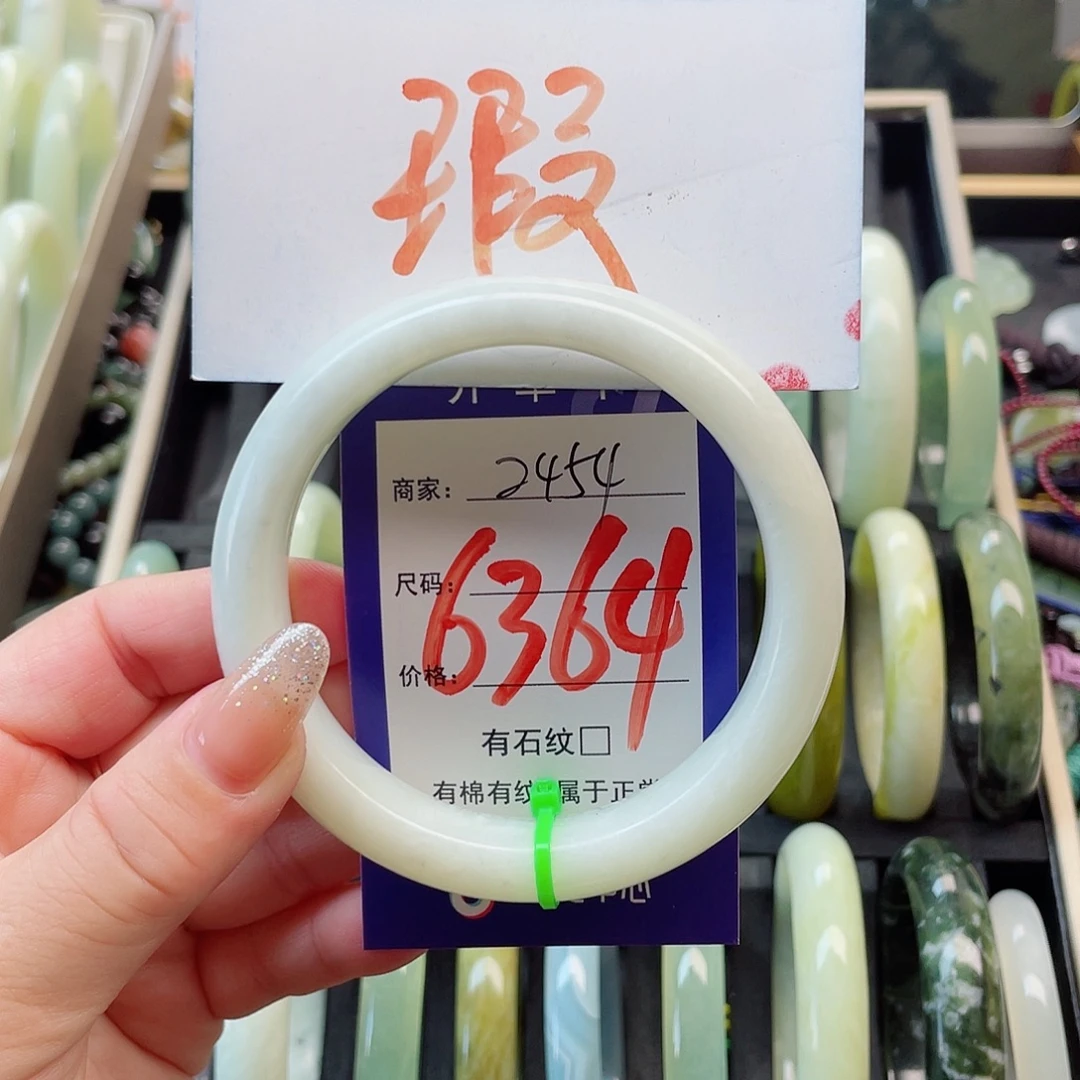 瑕
商家：2454
尺码：
6364
价格：
有石纹□
有棉有纹属于正常